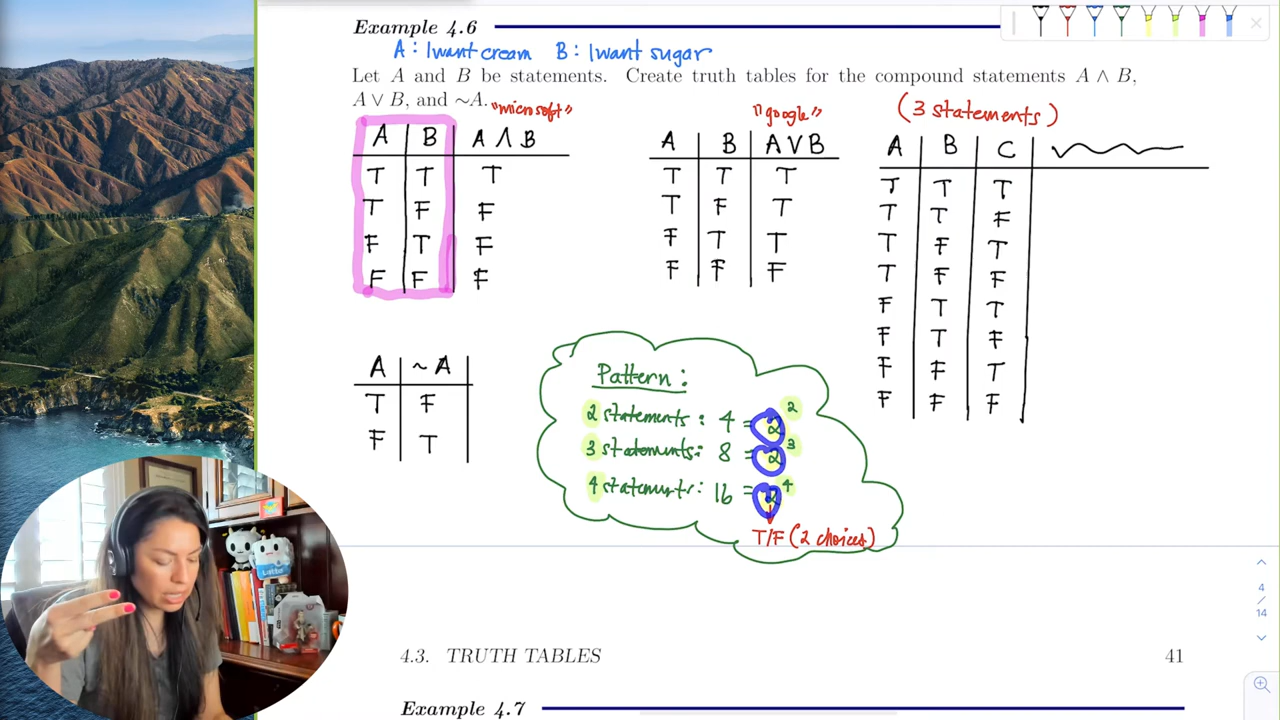 Example 4.6
A: I want cream B: I want sugar
Let A and B be statements. Create truth tables for the compound statements A ∧ B,
A ∨ B, and ~A.
"microsoft"
A B A ∧ B
T T T
T F F
F T F
F F F
"google"
A B A ∨ B
T T T
T F T
F T T
F F F
(3 statements)
A B C
T T T
T T F
T F T
T F F
F T T
F T F
F F T
F F F
A ~A
T F
F T
Pattern:
2 statements: 4 = 2^2
3 statements: 8 = 2^3
4 statements: 16 = 2^4
T/F (2 choices)
4
/
14
4.3. TRUTH TABLES 41
Example 4.7